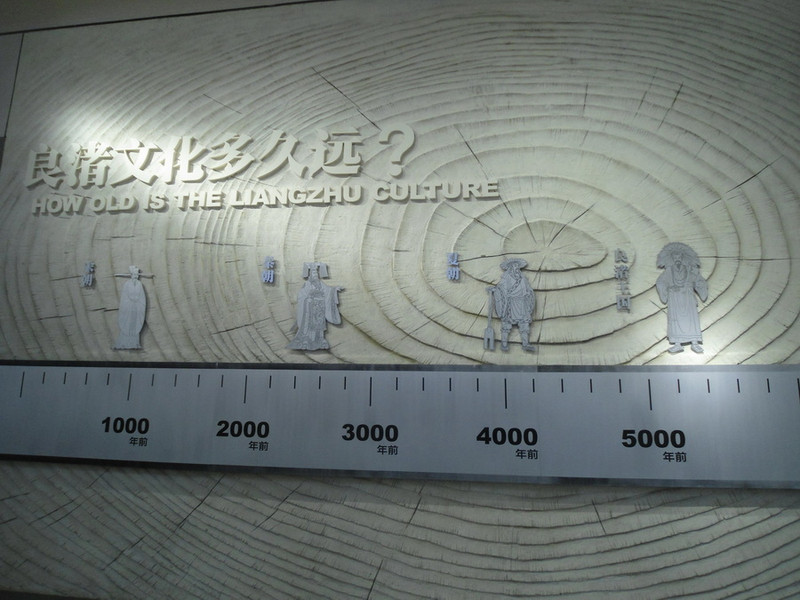 良渚文化多久远？
HOW OLD IS THE LIANGZHU CULTURE
宋朝
秦朝
夏朝
良渚王国
1000
年前
2000
年前
3000
年前
4000
年前
5000
年前